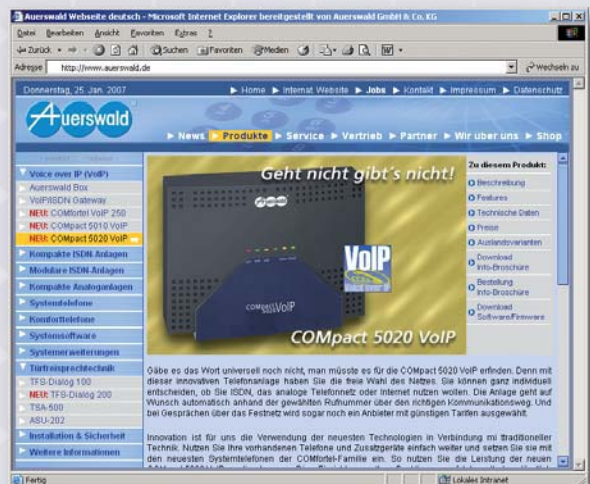 Auerswald Webseite deutsch - Microsoft Internet Explorer bereitgestellt von Auerswald GmbH & Co. KG
Datei Bearbeiten Ansicht Favoriten Extras ?
Zurück Suchen Favoriten Medien
Adresse http://www.auerswald.de Wechseln zu
Donnerstag, 25. Jan. 2007
Home Internat. Website Jobs Kontakt Impressum Datenschutz
Auerswald
News Produkte Service Vertrieb Partner Wir über uns Shop
Voice over IP (VoIP)
Auerswald Box
VoIP/ISDN Gateway
NEU: COMfortel VoIP 250
NEU: COMpact 5010 VoIP
NEU: COMpact 5020 VoIP
Kompakte ISDN-Anlagen
Modulare ISDN-Anlagen
Kompakte Analoganlagen
Systemtelefone
Komforttelefone
Systemsoftware
Systemerweiterungen
Türfreisprechtechnik
TFS-Dialog 100
NEU: TFS-Dialog 200
TSA-500
ASU-202
Installation & Sicherheit
Weitere Informationen
Geht nicht gibt's nicht!
Auerswald
COMpact 5020 VoIP
VoIP
Voice over IP
COMpact 5020 VoIP
Zu diesem Produkt:
Beschreibung
Features
Technische Daten
Preise
Auslandsvarianten
Download
Info-Broschüre
Bestellung
Info-Broschüre
Download
Software/Firmware
Gäbe es das Wort universell noch nicht, man müsste es für die COMpact 5020 VoIP erfinden. Denn mit
dieser innovativen Telefonanlage haben Sie die freie Wahl des Netzes. Sie können ganz individuell
entscheiden, ob Sie ISDN, das analoge Telefonnetz oder Internet nutzen wollen. Die Anlage geht auf
Wunsch automatisch anhand der gewählten Rufnummer über den richtigen Kommunikationsweg. Und
bei Gesprächen über das Festnetz wird sogar noch ein Anbieter mit günstigen Tarifen ausgewählt.
Innovation ist für uns die Verwendung der neuesten Technologien in Verbindung mi traditioneller
Technik. Nutzen Sie Ihre vorhandenen Telefone und Zusatzgeräte einfach weiter und setzen Sie sie mit
den neuesten Systemtelefonen der COMfortel-Familie ein. So nutzen Sie die Leistung der neuen
Fertig
Lokales Intranet